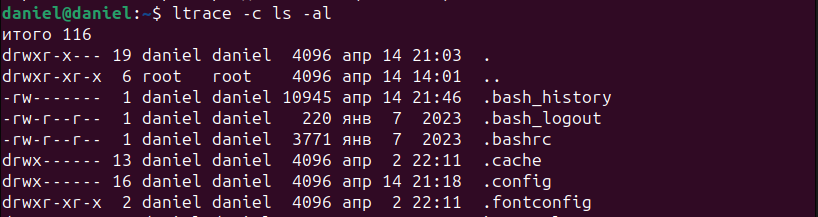 daniel@daniel:~$ ltrace -c ls -al
итого 116
drwxr-x--- 19 daniel daniel  4096 апр 14 21:03 .
drwxr-xr-x  6 root   root    4096 апр 14 14:01 ..
-rw-------  1 daniel daniel 10945 апр 14 21:46 .bash_history
-rw-r--r--  1 daniel daniel   220 янв  7  2023 .bash_logout
-rw-r--r--  1 daniel daniel  3771 янв  7  2023 .bashrc
drwx------ 13 daniel daniel  4096 апр  2 22:11 .cache
drwx------ 16 daniel daniel  4096 апр 14 21:18 .config
drwxr-xr-x  2 daniel daniel  4096 апр  2 22:11 .fontconfig